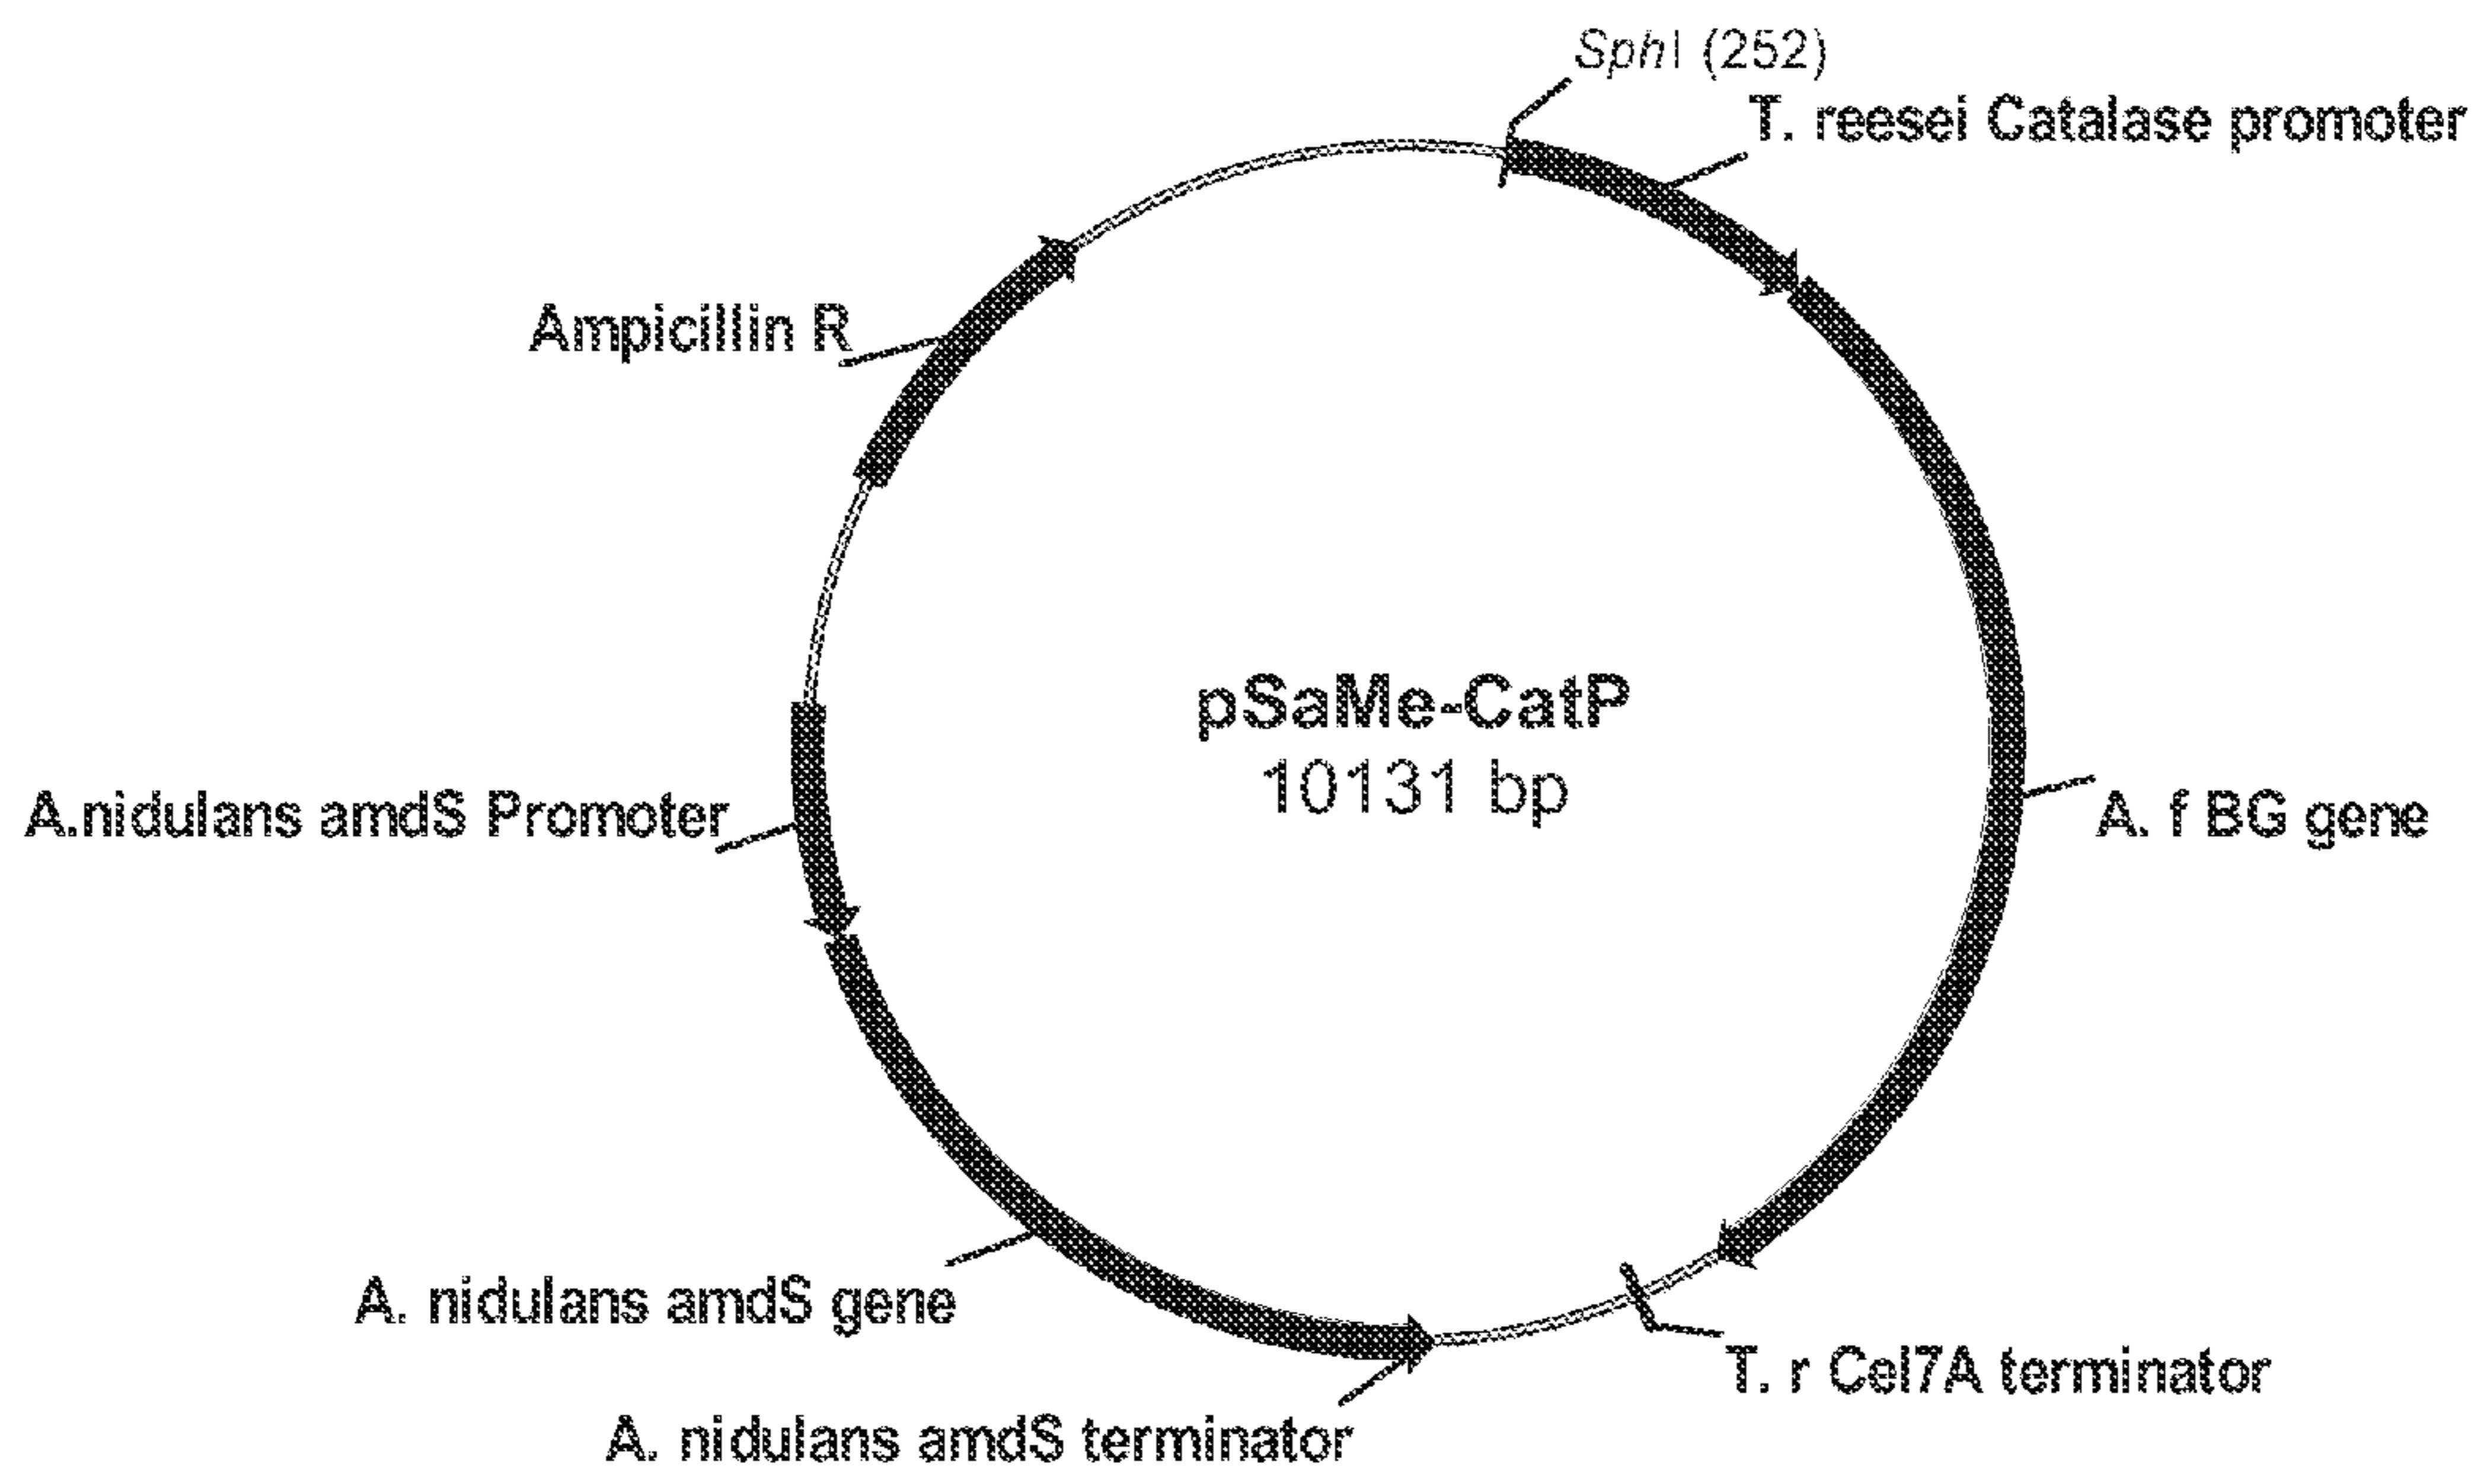 SphI (252)
T. reesei Catalase promoter
Ampicillin R
pSaMe-CatP
10131 bp
A.nidulans amdS Promoter
A. f BG gene
A. nidulans amdS gene
T. r Cel7A terminator
A. nidulans amdS terminator